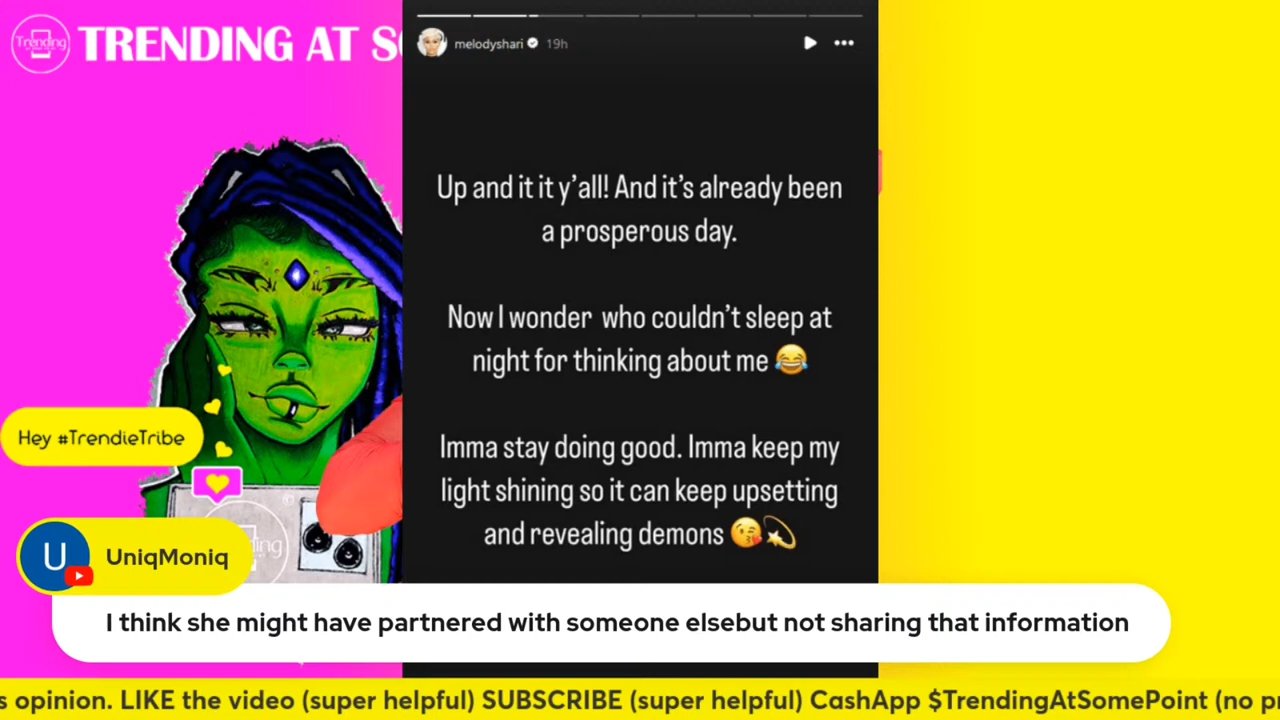 Trending
TRENDING AT S
melodyshari 19h
Up and it it y'all! And it's already been
a prosperous day.
Now I wonder who couldn't sleep at
night for thinking about me 😂
Imma stay doing good. Imma keep my
light shining so it can keep upsetting
and revealing demons 😘💫
Hey #TrendieTribe
U
UniqMoniq
I think she might have partnered with someone elsebut not sharing that information
s opinion. LIKE the video (super helpful) SUBSCRIBE (super helpful) CashApp $TrendingAtSomePoint (no p